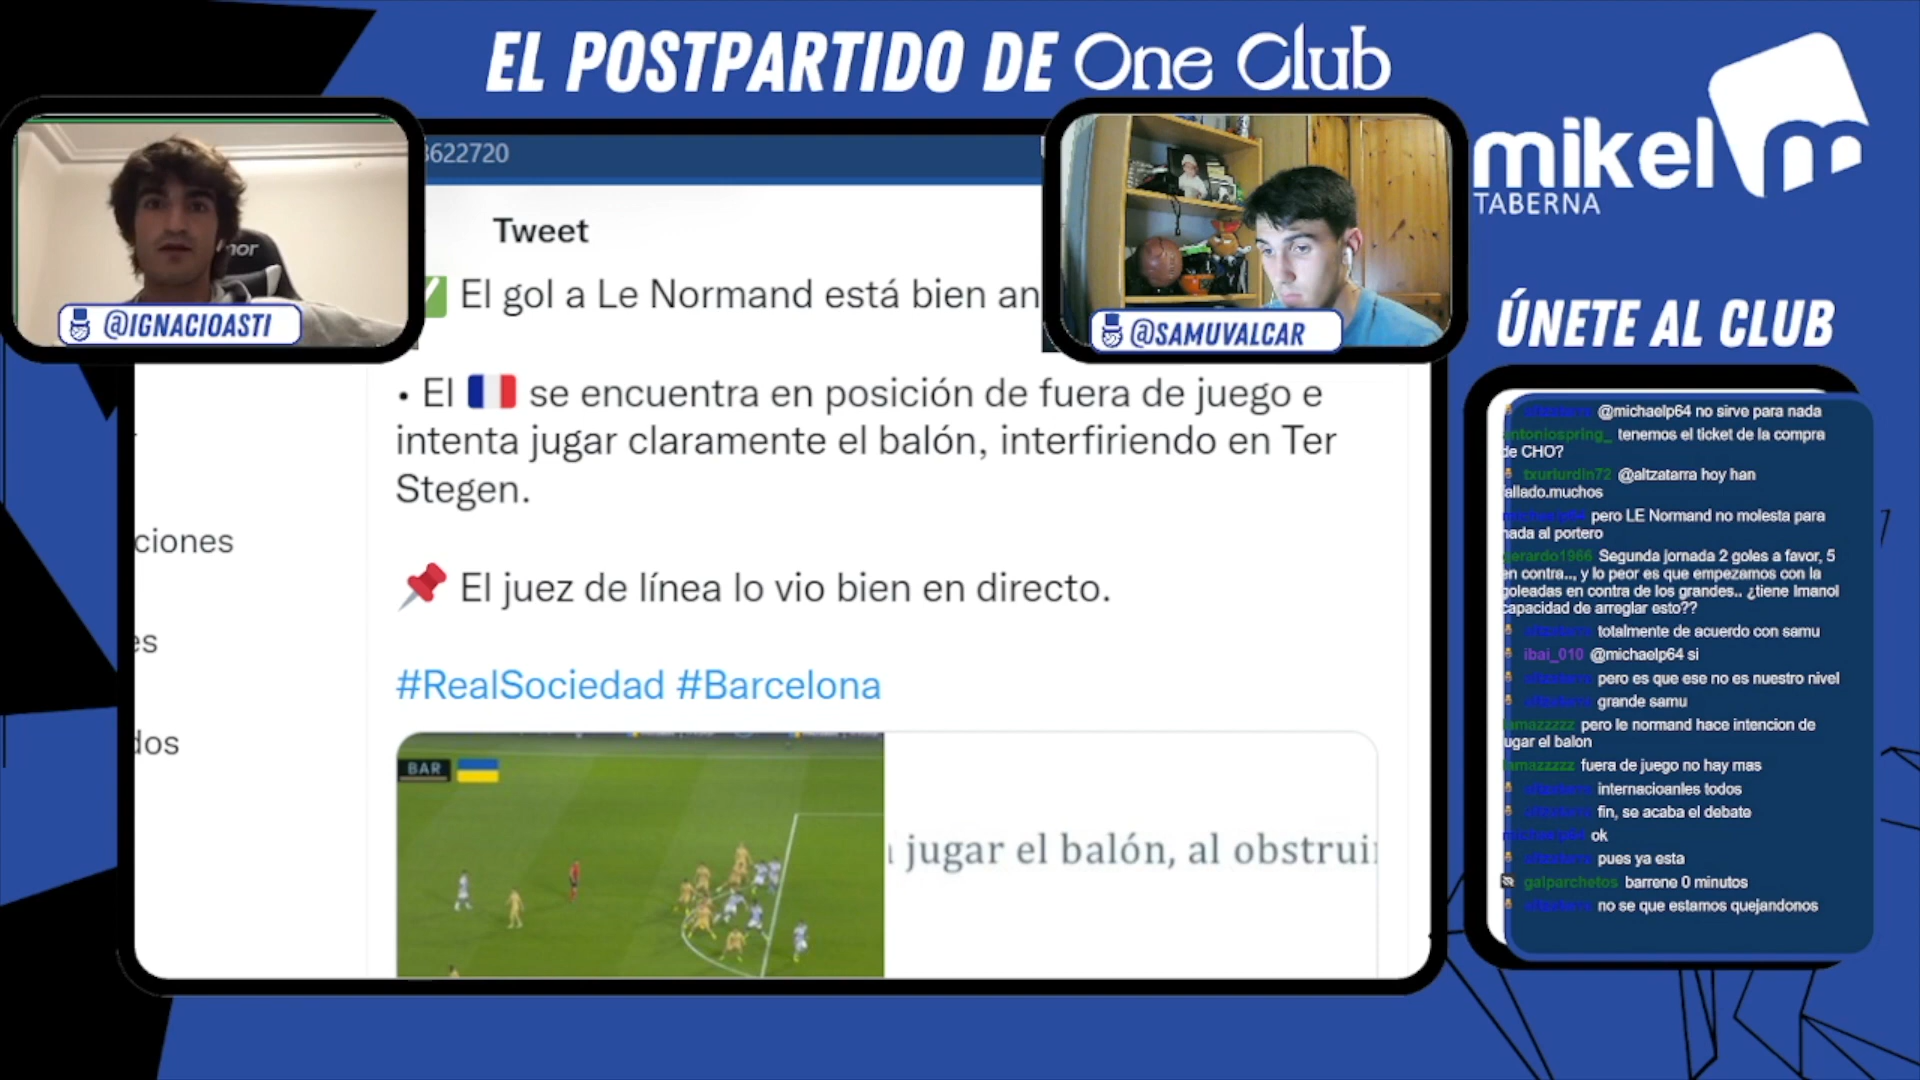 EL POSTPARTIDO DE One Club
mikel
TABERNA
3622720
Tweet
El gol a Le Normand está bien an
• El 🇫🇷 se encuentra en posición de fuera de juego e
intenta jugar claramente el balón, interfiriendo en Ter
Stegen.
📌 El juez de línea lo vio bien en directo.
#RealSociedad #Barcelona
BAR
jugar el balón, al obstruir
ciones
es
dos
@IGNACIOASTI
@SAMUVALCAR
ÚNETE AL CLUB
@michaelp64 no sirve para nada
antoniospring_ tenemos el ticket de la compra
de CHO?
txuriurdin72 @altzatarra hoy han
fallado.muchos
pero LE Normand no molesta para
nada al portero
gerardo1966 Segunda jornada 2 goles a favor, 5
en contra.., y lo peor es que empezamos con la
goleadas en contra de los grandes.. ¿tiene Imanol
capacidad de arreglar esto??
totalmente de acuerdo con samu
ibai_010 @michaelp64 si
pero es que ese no es nuestro nivel
grande samu
pero le normand hace intencion de
jugar el balon
fuera de juego no hay mas
internacioanles todos
fin, se acaba el debate
ok
pues ya esta
galparchetos barrene 0 minutos
no se que estamos quejandonos